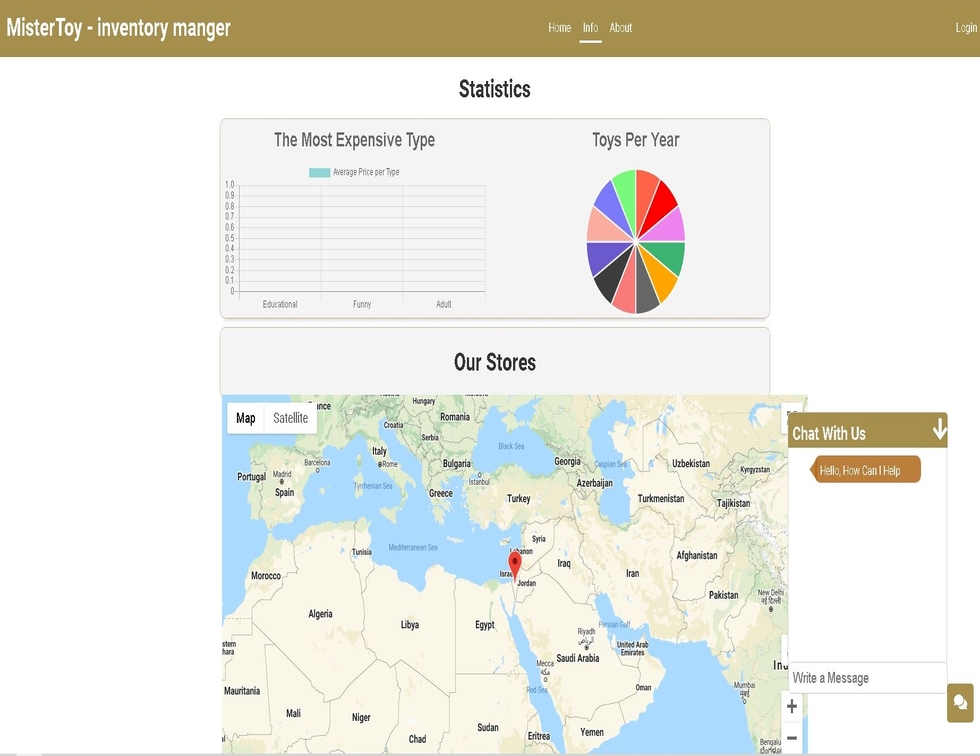 MisterToy - inventory manger
Home Info About
Login
Statistics
The Most Expensive Type
Toys Per Year
Average Price per Type
1.0
0.9
0.8
0.7
0.6
0.5
0.4
0.3
0.2
0.1
0
Educational Funny Adult
Our Stores
Map Satellite
Hungary
Croatia
Romania
Serbia
Italy
Rome
Bulgaria
Black Sea
Georgia
Caspian Sea
Uzbekistan
Kyrgyzstan
Barcelona
Madrid
Portugal
Spain
Tyrrhenian Sea
Greece
Istanbul
Turkey
Azerbaijan
Turkmenistan
Tajikistan
Chat With Us
Hello, How Can I Help
Tunisia
Mediterranean Sea
Syria
Lebanon
Israel
Jordan
Iraq
Iran
Afghanistan
Pakistan
New Delhi
नई दिल्ली
Morocco
Algeria
Libya
Egypt
Persian Gulf
Riyadh
الرياض
United Arab
Emirates
Saudi Arabia
Mecca
مكة
Red Sea
Oman
Mumbai
मुंबई
Write a Message
Mauritania
Mali
Niger
Chad
Sudan
Eritrea
Yemen